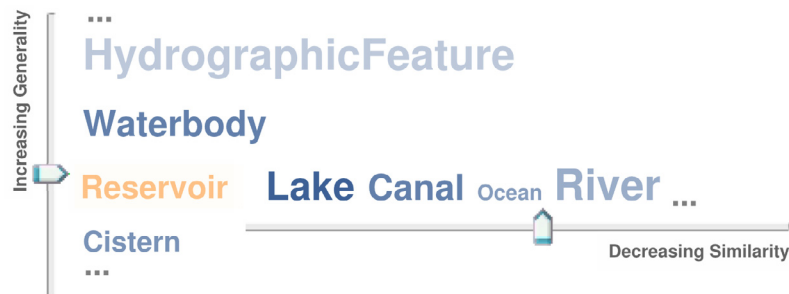 Increasing Generality
...
HydrographicFeature
Waterbody
Reservoir Lake Canal Ocean River ...
Cistern
...
Decreasing Similarity